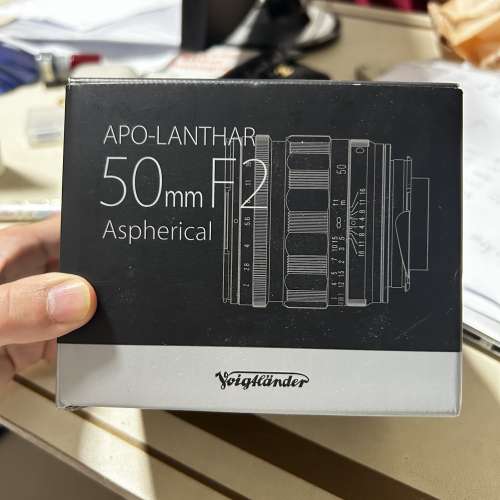 APO-LANTHAR
50mm F2
Aspherical
Voigtländer